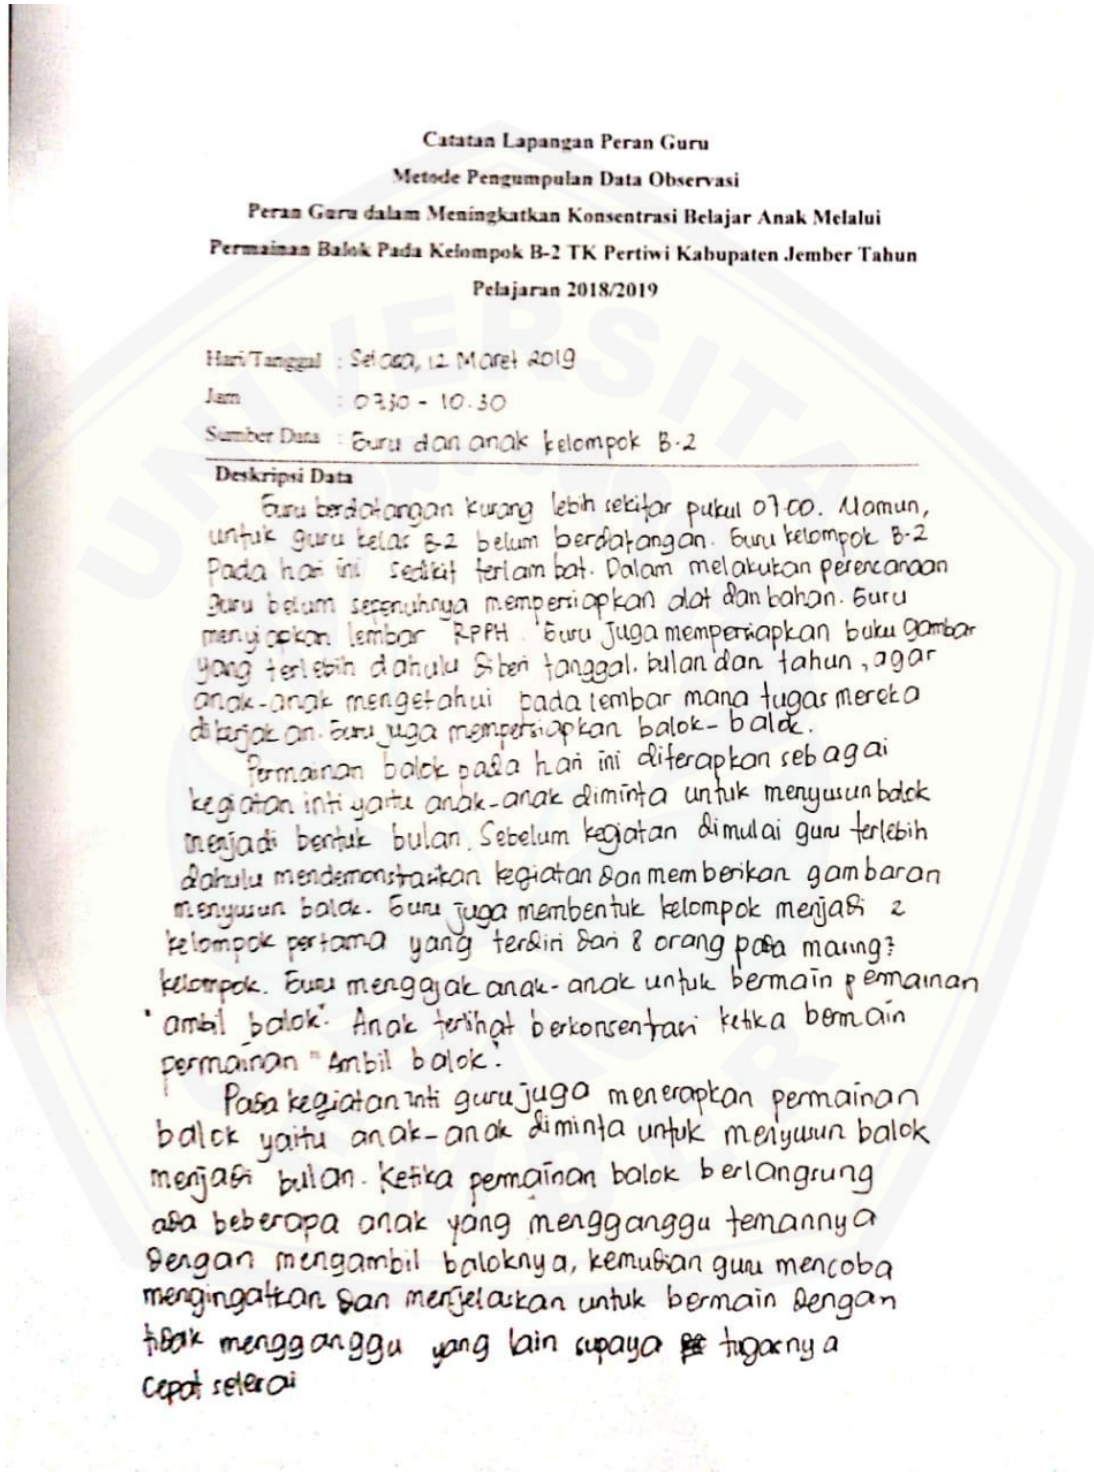 Catatan Lapangan Peran Guru
Metode Pengumpulan Data Observasi
Peran Guru dalam Meningkatkan Konsentrasi Belajar Anak Melalui
Permainan Balok Pada Kelompok B-2 TK Pertiwi Kabupaten Jember Tahun
Pelajaran 2018/2019
Hari/Tanggal : Selasa, 12 Maret 2019
Jam : 07.30 - 10.30
Sumber Data : Guru dan anak kelompok B-2
Deskripsi Data
Guru berdatangan kurang lebih sekitar pukul 07.00. Namun,
untuk guru kelas B-2 belum berdatangan. Guru kelompok B-2
Pada hari ini sedikit terlambat. Dalam melakukan perencanaan
guru belum sepenuhnya mempersiapkan alat dan bahan. Guru
menyiapkan lembar RPPH. Guru juga mempersiapkan buku gambar
yang terlebih dahulu diberi tanggal, bulan dan tahun, agar
anak-anak mengetahui pada lembar mana tugas mereka
dikerjakan. Guru juga mempersiapkan balok-balok.
Permainan balok pada hari ini diterapkan sebagai
kegiatan inti yaitu anak-anak diminta untuk menyusun balok
menjadi bentuk bulan. Sebelum kegiatan dimulai guru terlebih
dahulu mendemonstrasikan kegiatan dan memberikan gambaran
menyusun balok. Guru juga membentuk kelompok menjadi 2
kelompok pertama yang terdiri dari 8 orang pada masing2
kelompok. Guru mengajak anak-anak untuk bermain permainan
"ambil balok". Anak terlihat berkonsentrasi ketika bermain
permainan "Ambil balok".
Pada kegiatan inti guru juga menerapkan permainan
balok yaitu anak-anak diminta untuk menyusun balok
menjadi bulan. Ketika permainan balok berlangsung
ada beberapa anak yang mengganggu temannya
dengan mengambil baloknya, kemudian guru mencoba
mengingatkan dan menjelaskan untuk bermain dengan
tidak mengganggu yang lain supaya tugasnya
cepat selesai
UNIVERSITAS
JEMBER